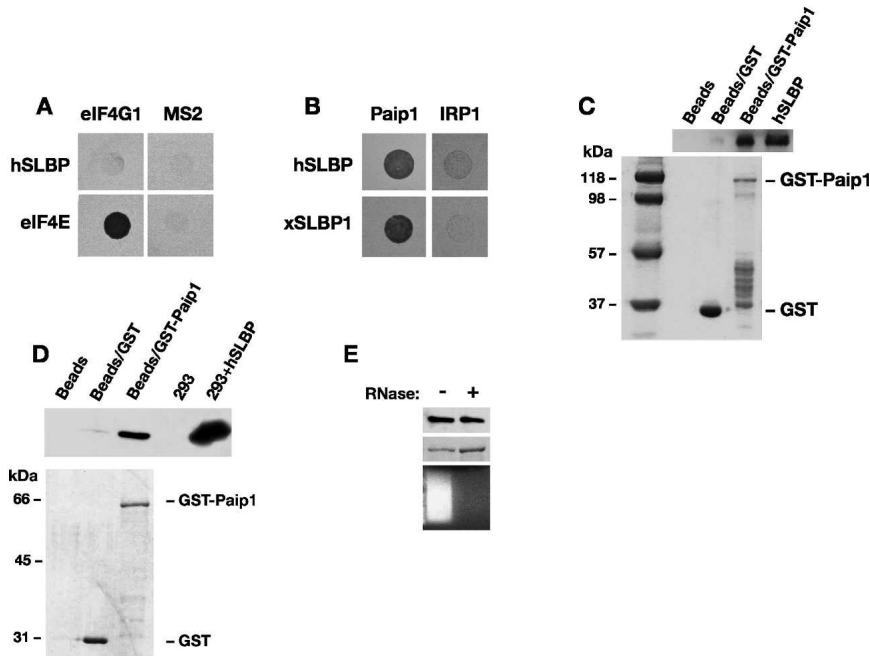 A
eIF4G1 MS2
hSLBP
eIF4E
B
Paip1 IRP1
hSLBP
xSLBP1
C
Beads
Beads/GST
Beads/GST-Paip1
hSLBP
kDa
118 –
98 –
57 –
37 –
– GST-Paip1
– GST
D
Beads
Beads/GST
Beads/GST-Paip1
293
293+hSLBP
kDa
66 –
45 –
31 –
– GST-Paip1
– GST
E
RNase: - +